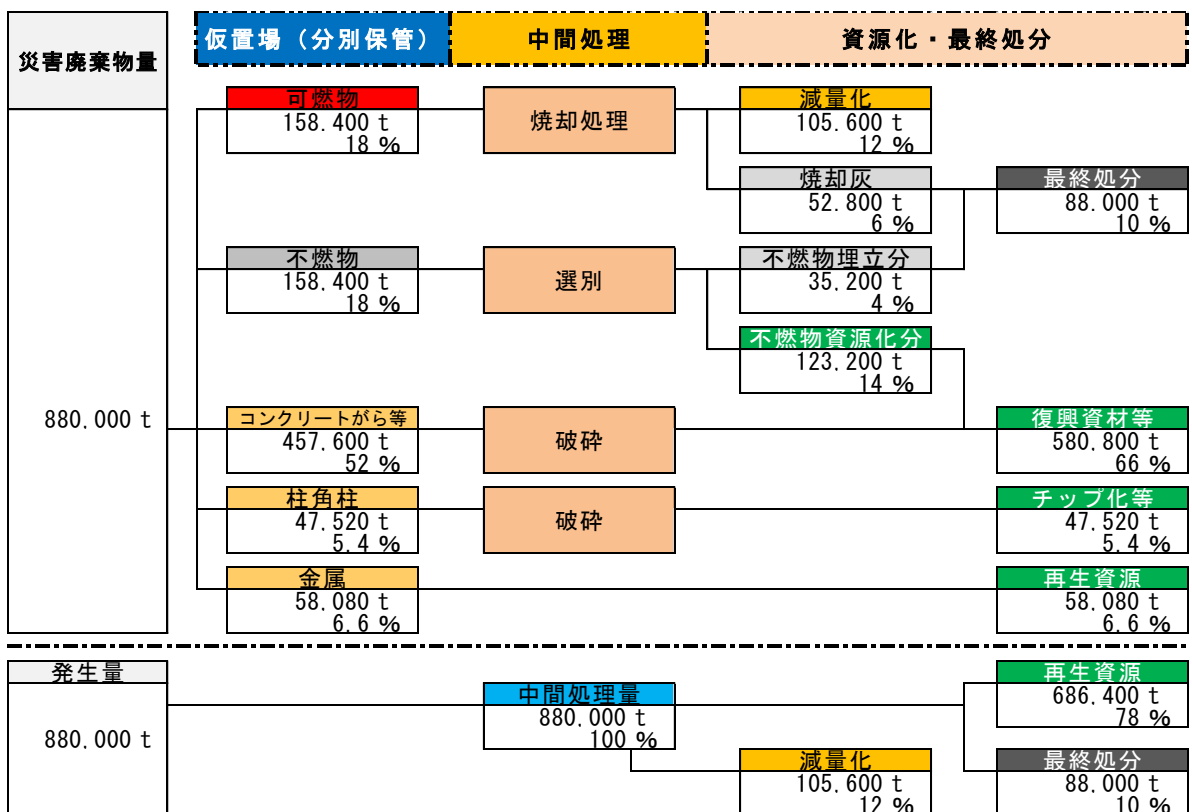 災害廃棄物量
仮置場（分別保管）
中間処理
資源化・最終処分
可燃物
158,400 t
18 %
焼却処理
減量化
105,600 t
12 %
焼却灰
52,800 t
6 %
最終処分
88,000 t
10 %
不燃物
158,400 t
18 %
選別
不燃物埋立分
35,200 t
4 %
不燃物資源化分
123,200 t
14 %
880,000 t
コンクリートがら等
457,600 t
52 %
破砕
復興資材等
580,800 t
66 %
柱角柱
47,520 t
5.4 %
破砕
チップ化等
47,520 t
5.4 %
金属
58,080 t
6.6 %
再生資源
58,080 t
6.6 %
発生量
880,000 t
中間処理量
880,000 t
100 %
再生資源
686,400 t
78 %
減量化
105,600 t
12 %
最終処分
88,000 t
10 %